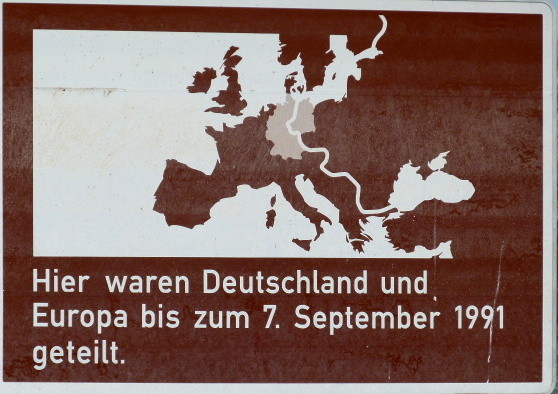 Hier waren Deutschland und
Europa bis zum 7. September 1991
geteilt.